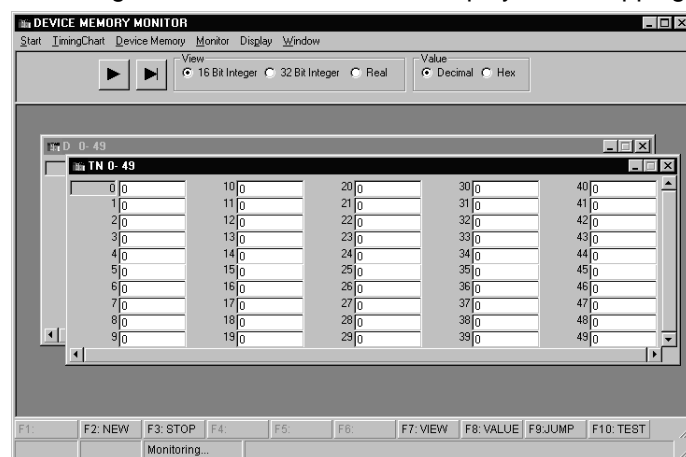 DEVICE MEMORY MONITOR
Start TimingChart Device Memory Monitor Display Window
View
16 Bit Integer 32 Bit Integer Real
Value
Decimal Hex
D 0- 49
TN 0- 49
0 0 10 0 20 0 30 0 40 0
1 0 11 0 21 0 31 0 41 0
2 0 12 0 22 0 32 0 42 0
3 0 13 0 23 0 33 0 43 0
4 0 14 0 24 0 34 0 44 0
5 0 15 0 25 0 35 0 45 0
6 0 16 0 26 0 36 0 46 0
7 0 17 0 27 0 37 0 47 0
8 0 18 0 28 0 38 0 48 0
9 0 19 0 29 0 39 0 49 0
F1: F2: NEW F3: STOP F4: F5: F6: F7: VIEW F8: VALUE F9:JUMP F10: TEST
Monitoring...